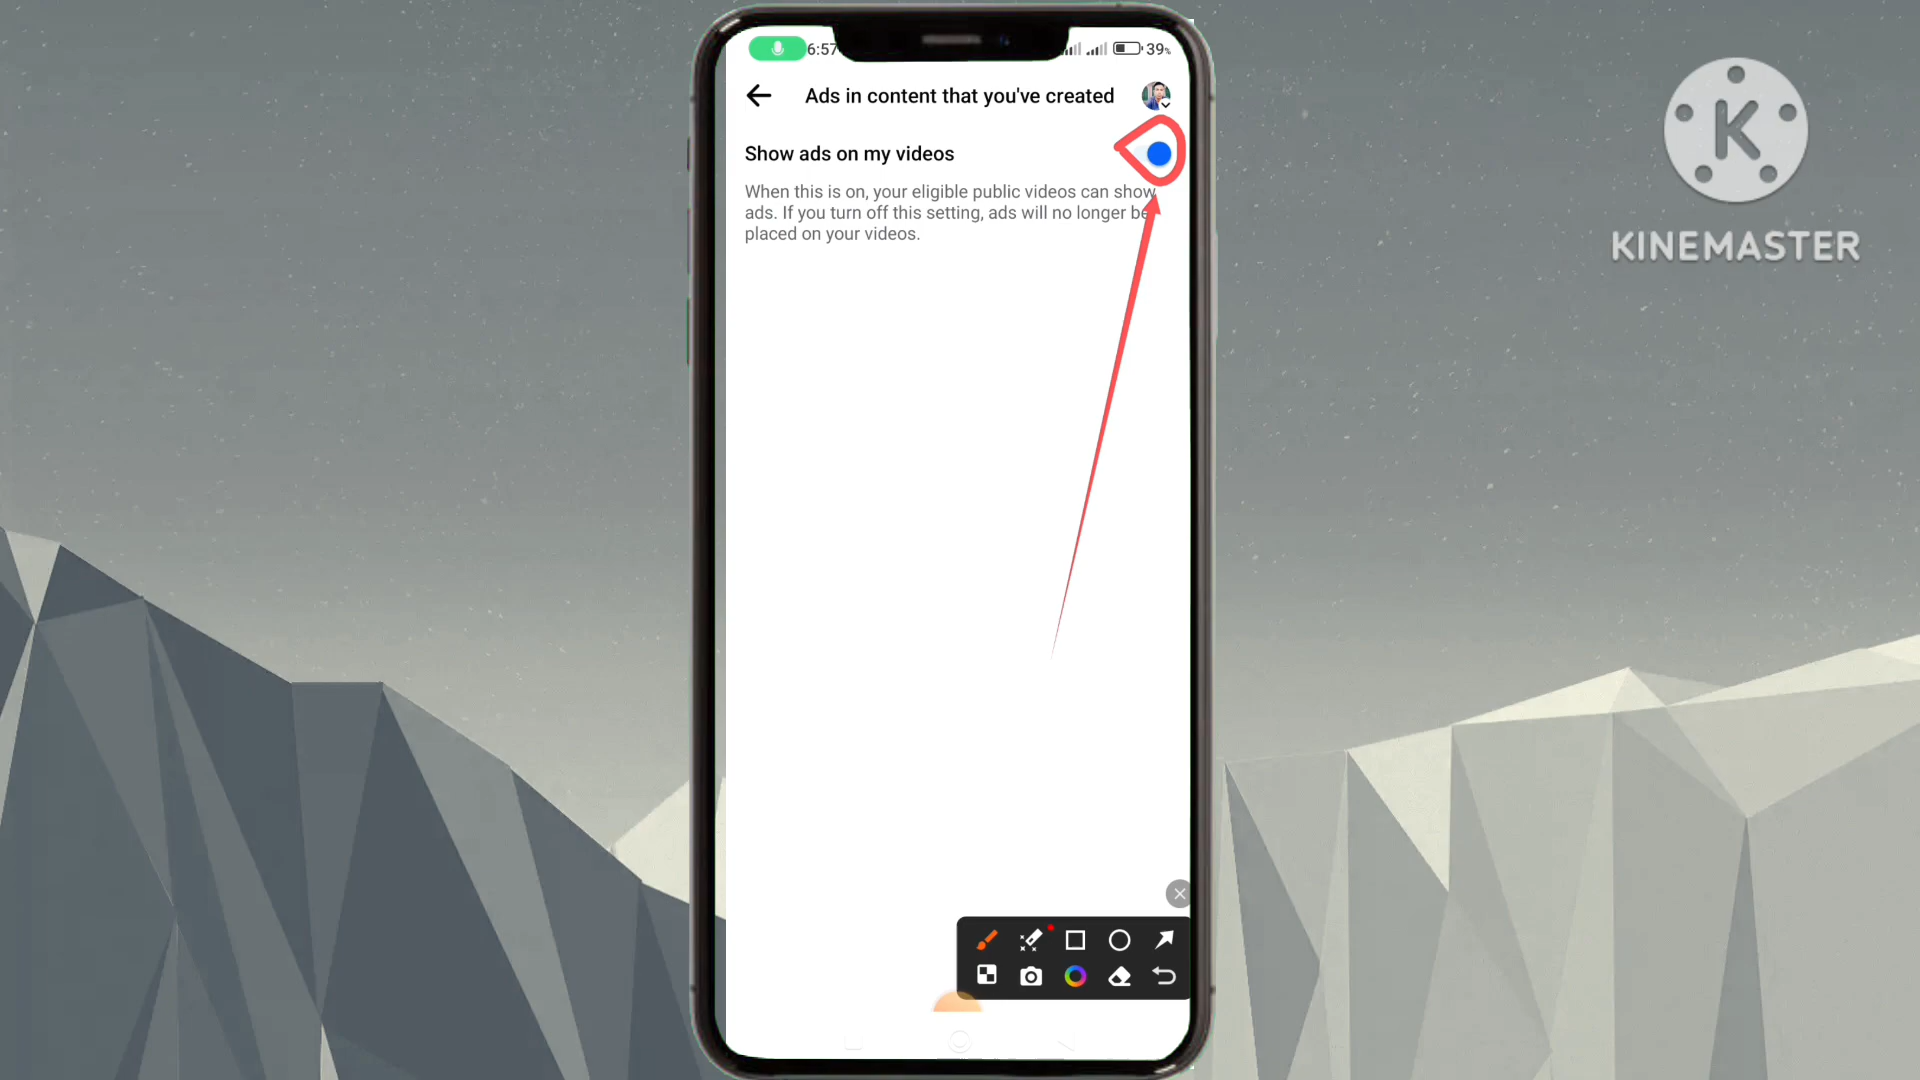 6:57
39%
Ads in content that you've created
Show ads on my videos
When this is on, your eligible public videos can show
ads. If you turn off this setting, ads will no longer be
placed on your videos.
K
KINEMASTER